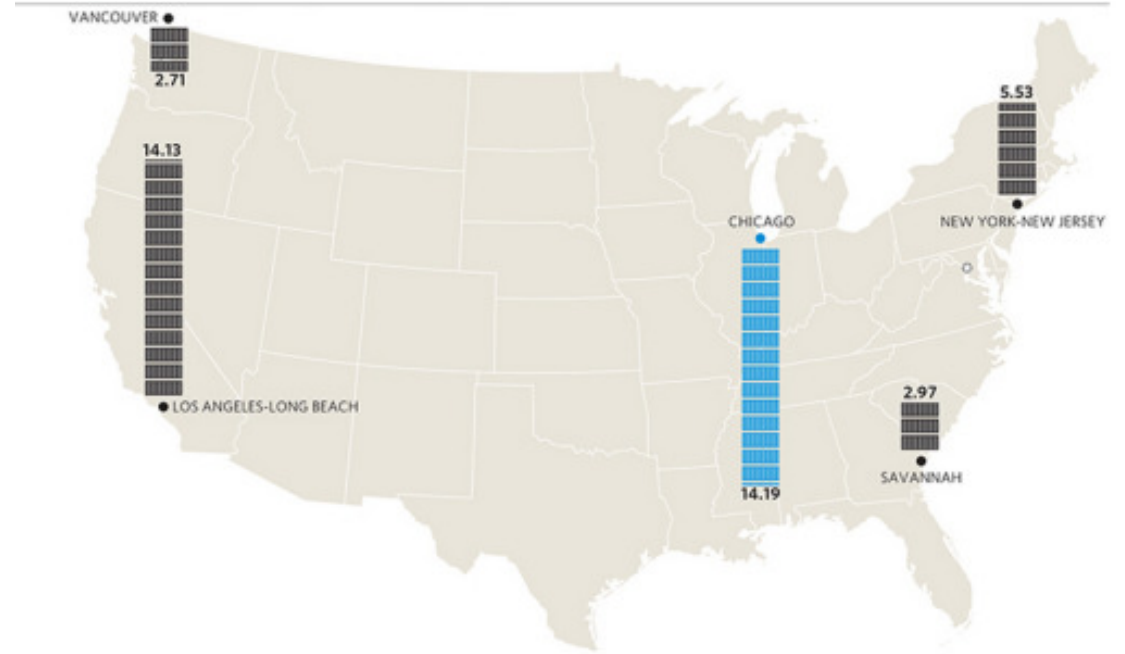 VANCOUVER
2.71
14.13
LOS ANGELES-LONG BEACH
CHICAGO
14.19
5.53
NEW YORK-NEW JERSEY
2.97
SAVANNAH